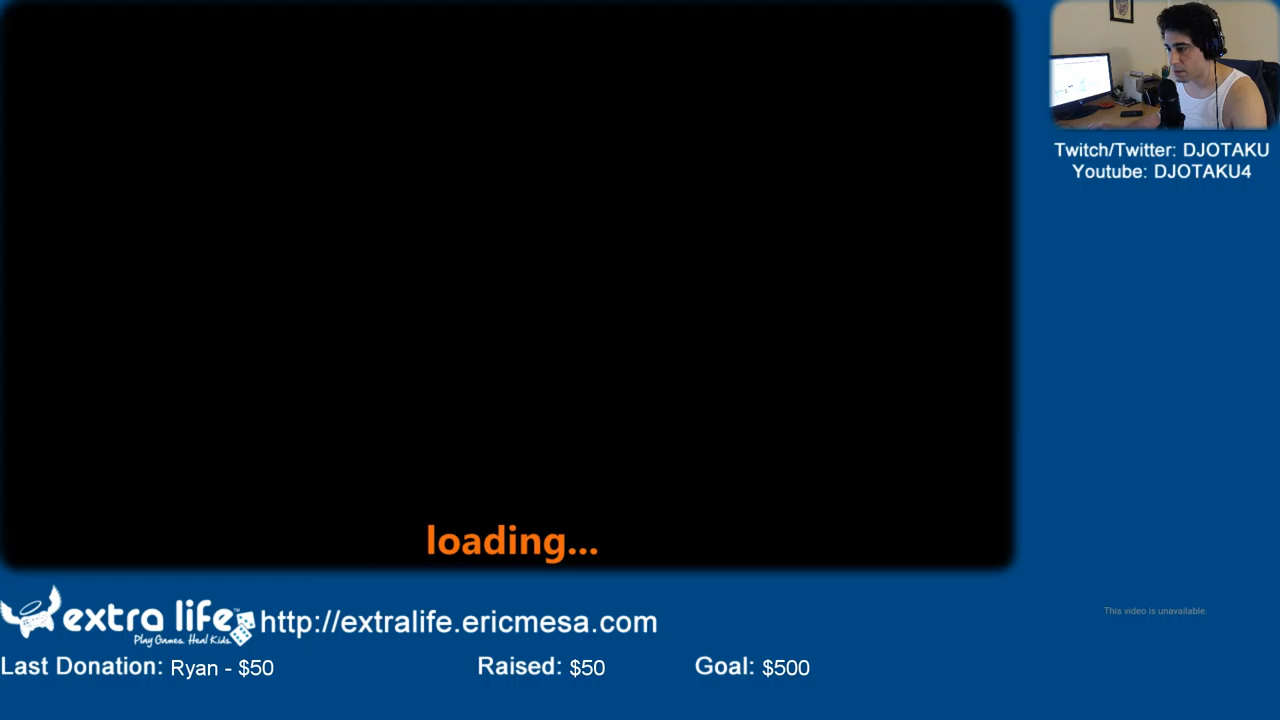 Twitch/Twitter: DJOTAKU
Youtube: DJOTAKU4
loading...
extra life™
Play Games. Heal Kids.
http://extralife.ericmesa.com
This video is unavailable.
Last Donation: Ryan - $50
Raised: $50
Goal: $500